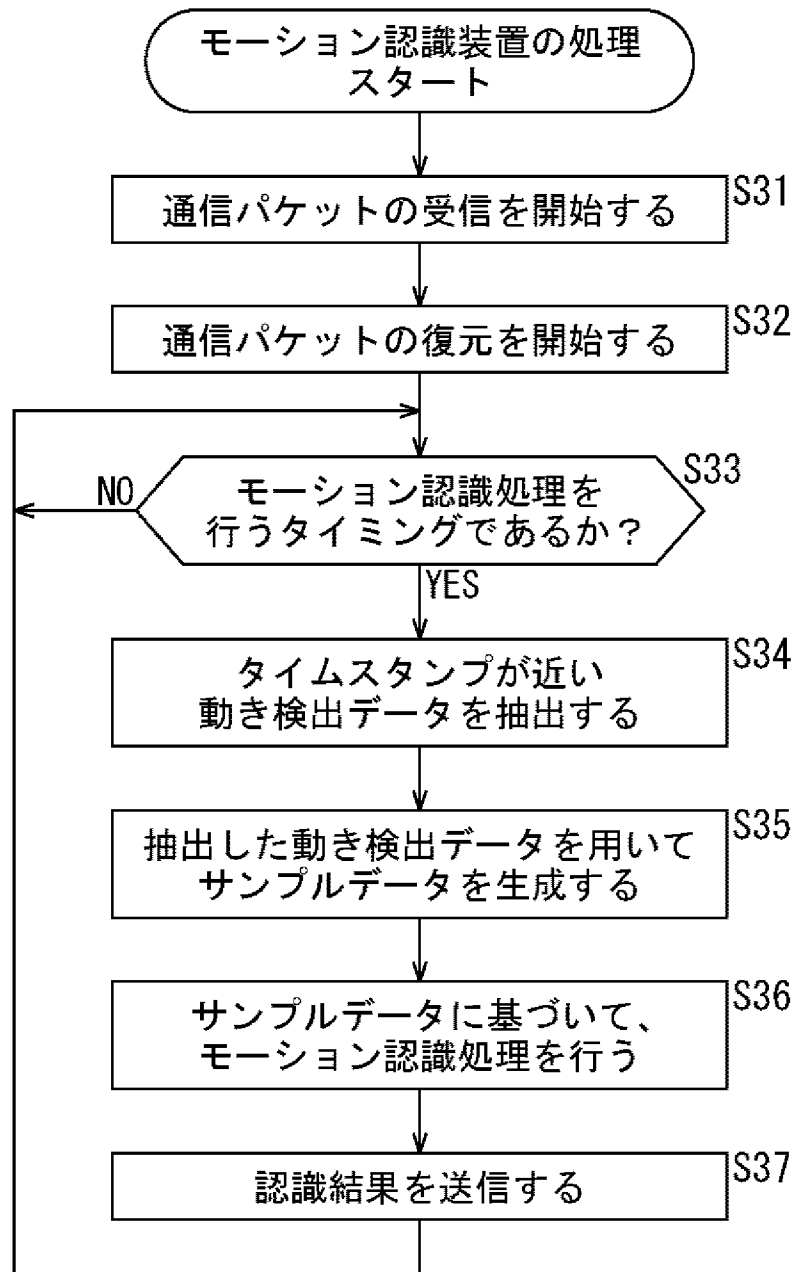 モーション認識装置の処理
スタート
通信パケットの受信を開始する
S31
通信パケットの復元を開始する
S32
モーション認識処理を
行うタイミングであるか？
S33
NO
YES
タイムスタンプが近い
動き検出データを抽出する
S34
抽出した動き検出データを用いて
サンプルデータを生成する
S35
サンプルデータに基づいて、
モーション認識処理を行う
S36
認識結果を送信する
S37